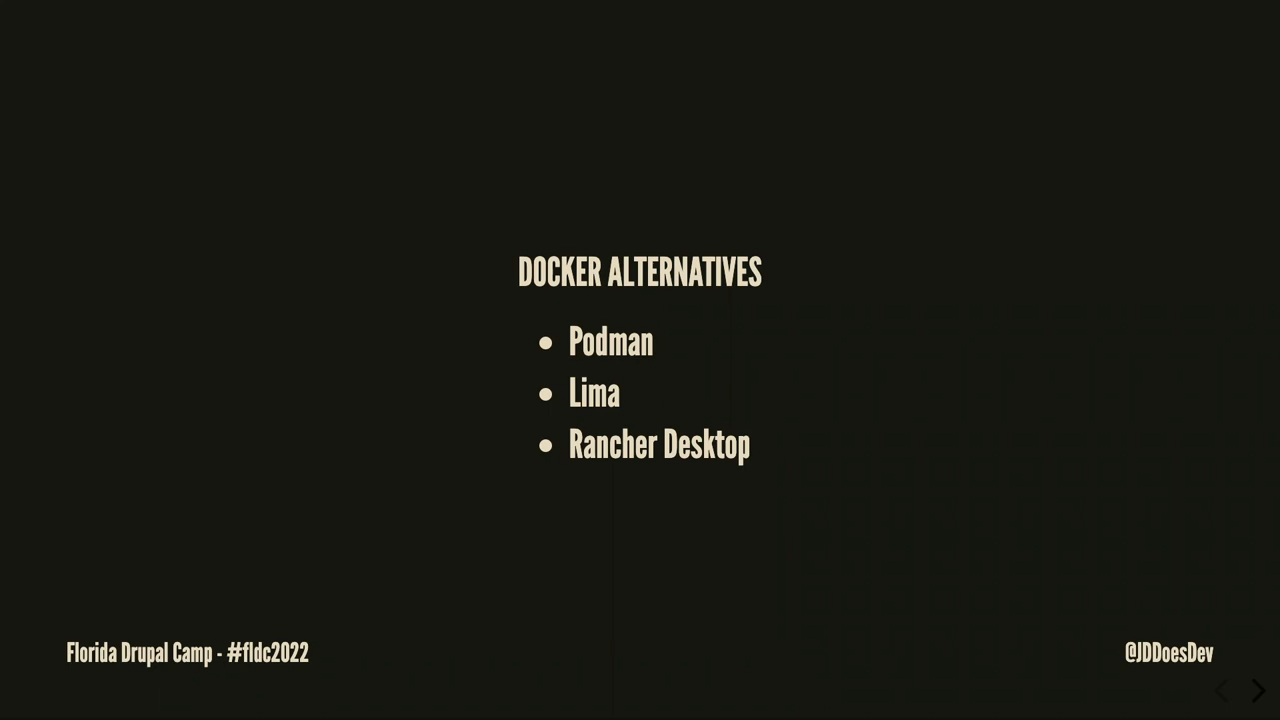 DOCKER ALTERNATIVES
Podman
Lima
Rancher Desktop
Florida Drupal Camp - #fldc2022
@JDDoesDev